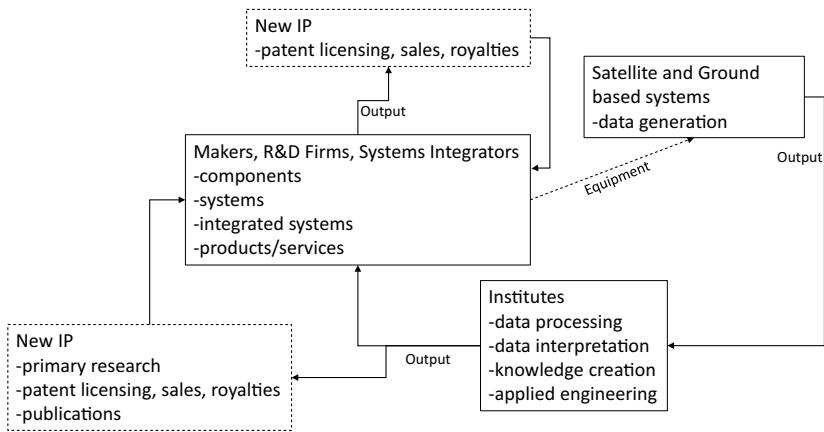 New IP
-patent licensing, sales, royalties
Output
Satellite and Ground
based systems
-data generation
Output
Makers, R&D Firms, Systems Integrators
-components
-systems
-integrated systems
-products/services
Equipment
Institutes
-data processing
-data interpretation
-knowledge creation
-applied engineering
Output
New IP
-primary research
-patent licensing, sales, royalties
-publications